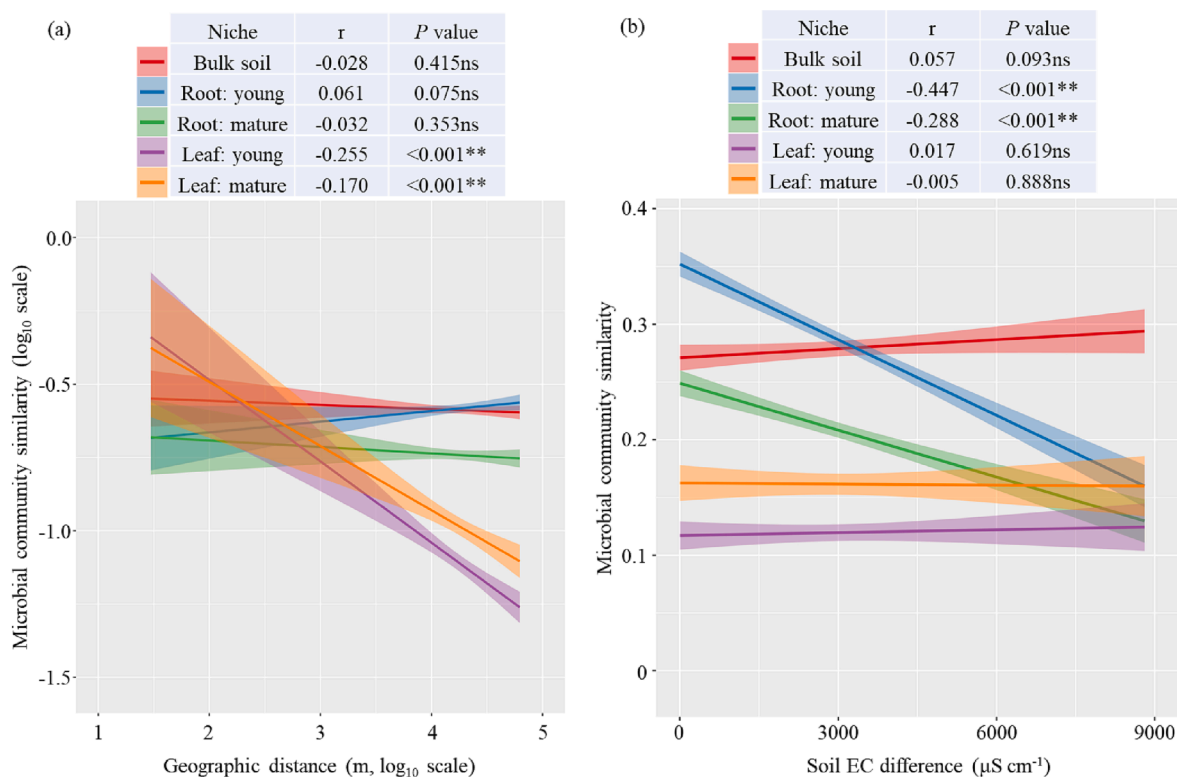 (a)
Niche r P value
Bulk soil -0.028 0.415ns
Root: young 0.061 0.075ns
Root: mature -0.032 0.353ns
Leaf: young -0.255 <0.001**
Leaf: mature -0.170 <0.001**
0.0
-0.5
-1.0
-1.5
Microbial community similarity (log₁₀ scale)
1 2 3 4 5
Geographic distance (m, log₁₀ scale)
(b)
Niche r P value
Bulk soil 0.057 0.093ns
Root: young -0.447 <0.001**
Root: mature -0.288 <0.001**
Leaf: young 0.017 0.619ns
Leaf: mature -0.005 0.888ns
0.4
0.3
0.2
0.1
0
Microbial community similarity
0 3000 6000 9000
Soil EC difference (μS cm⁻¹)